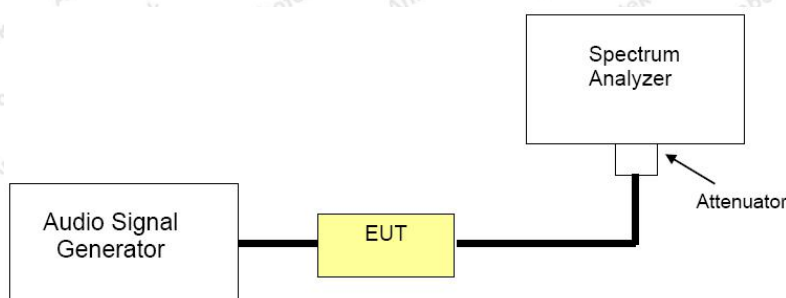 Spectrum
Analyzer
Attenuator
Audio Signal
Generator
EUT